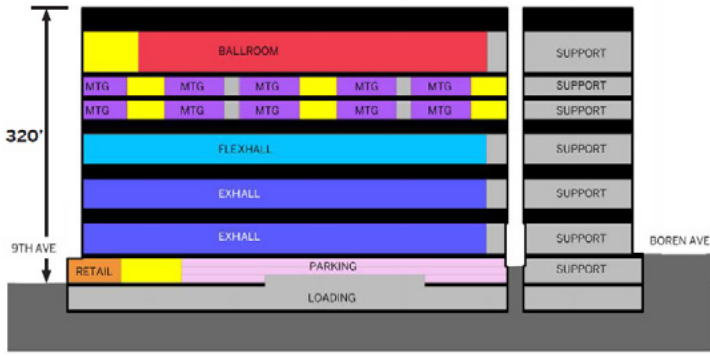 BALLROOM SUPPORT
MTG MTG MTG MTG MTG SUPPORT
MTG MTG MTG MTG MTG SUPPORT
320'
FLEXHALL SUPPORT
EXHALL SUPPORT
EXHALL SUPPORT
9TH AVE
BOREN AVE
RETAIL PARKING SUPPORT
LOADING